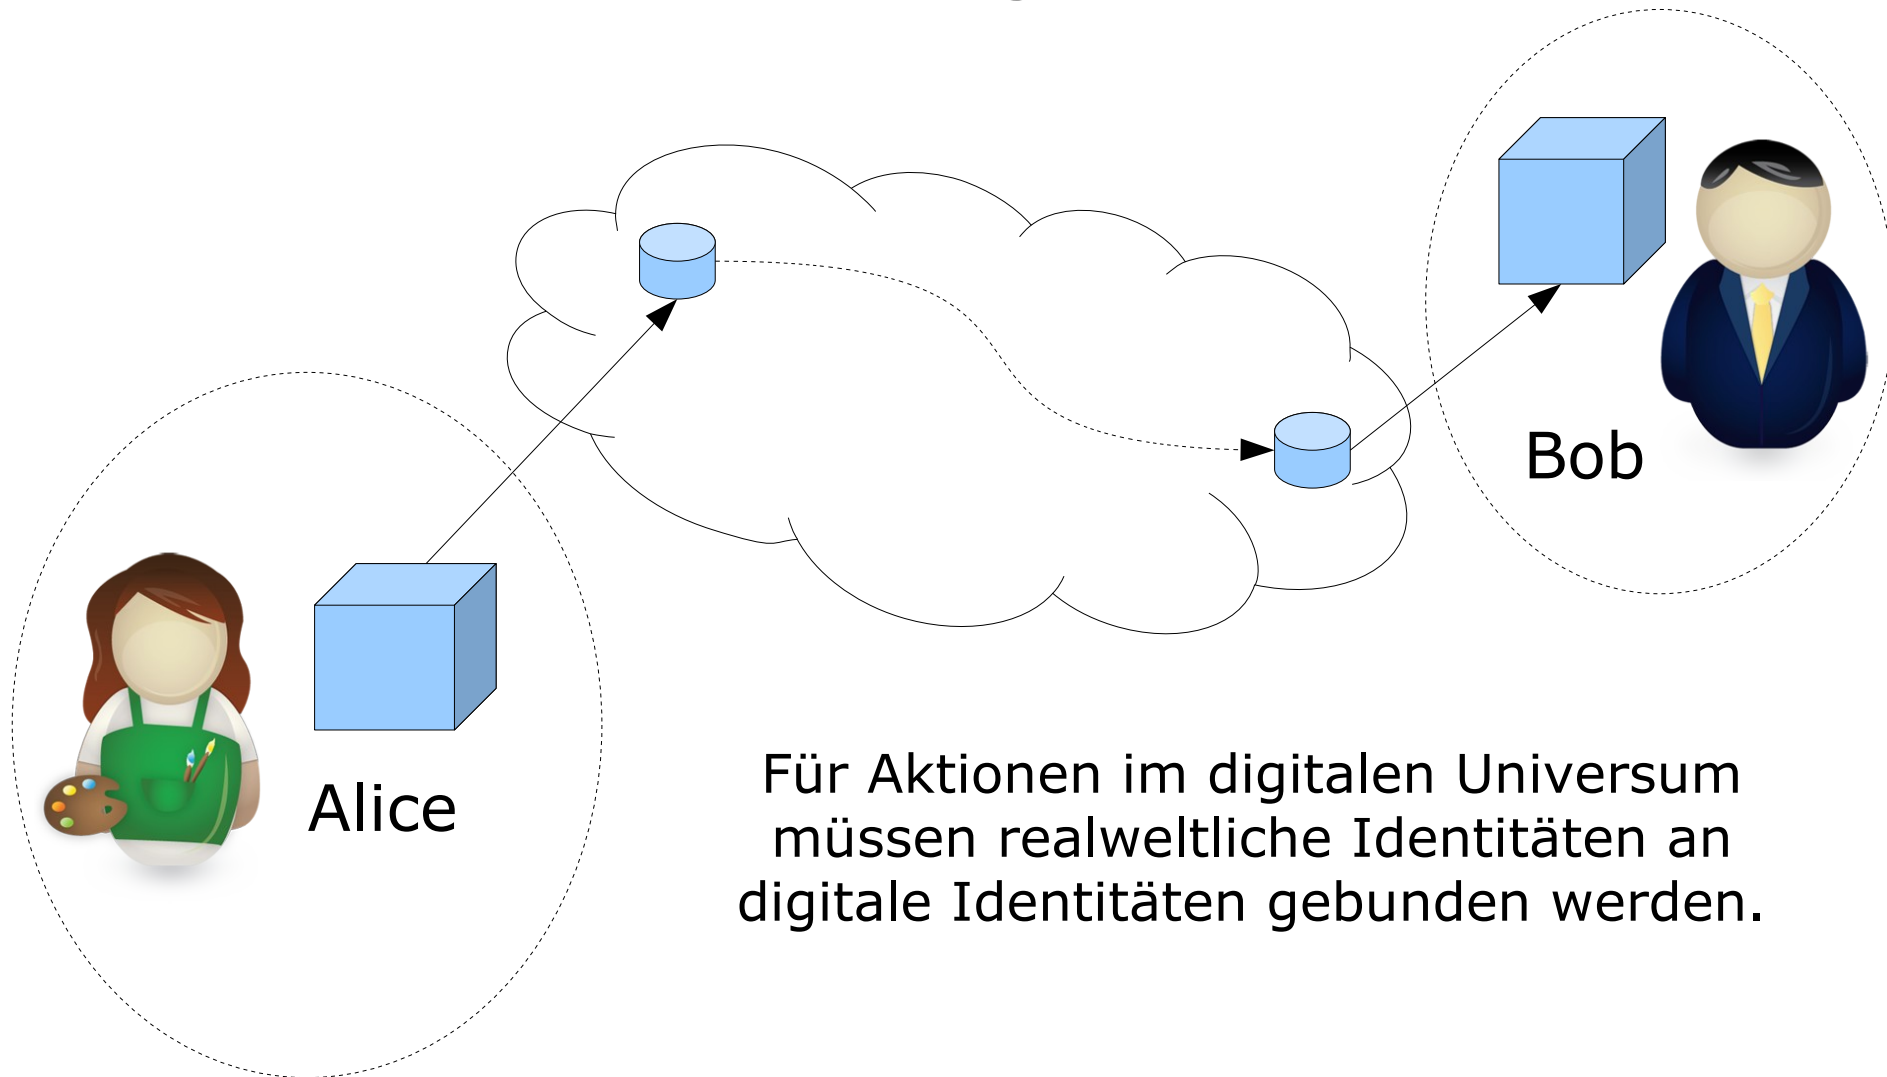 Bob
Alice
Für Aktionen im digitalen Universum
müssen realweltliche Identitäten an
digitale Identitäten gebunden werden.